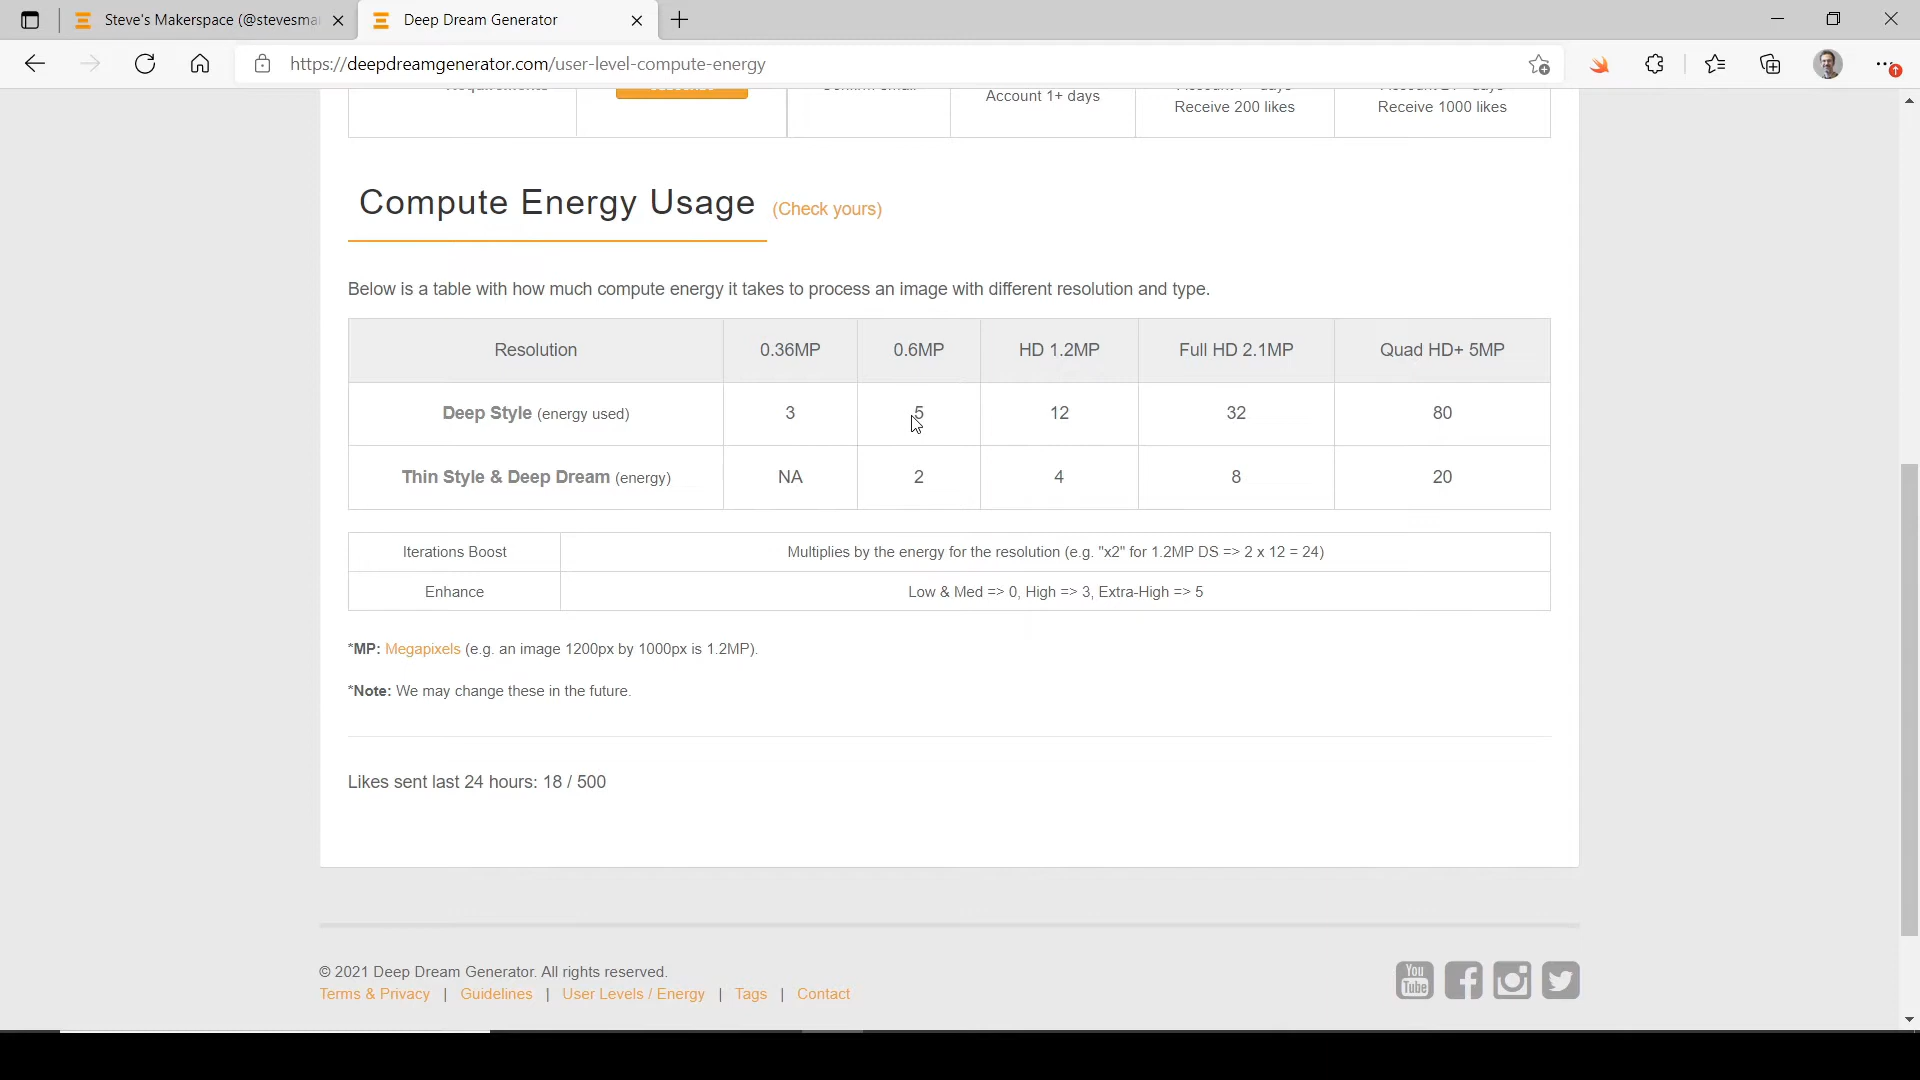 Steve's Makerspace (@stevesma
Deep Dream Generator
https://deepdreamgenerator.com/user-level-compute-energy
Account 1+ days
Receive 200 likes
Receive 1000 likes
Compute Energy Usage (Check yours)
Below is a table with how much compute energy it takes to process an image with different resolution and type.
Resolution 0.36MP 0.6MP HD 1.2MP Full HD 2.1MP Quad HD+ 5MP
Deep Style (energy used) 3 5 12 32 80
Thin Style & Deep Dream (energy) NA 2 4 8 20
Iterations Boost Multiplies by the energy for the resolution (e.g. "x2" for 1.2MP DS => 2 x 12 = 24)
Enhance Low & Med => 0, High => 3, Extra-High => 5
*MP: Megapixels (e.g. an image 1200px by 1000px is 1.2MP).
*Note: We may change these in the future.
Likes sent last 24 hours: 18 / 500
© 2021 Deep Dream Generator. All rights reserved.
Terms & Privacy | Guidelines | User Levels / Energy | Tags | Contact
You
Tube